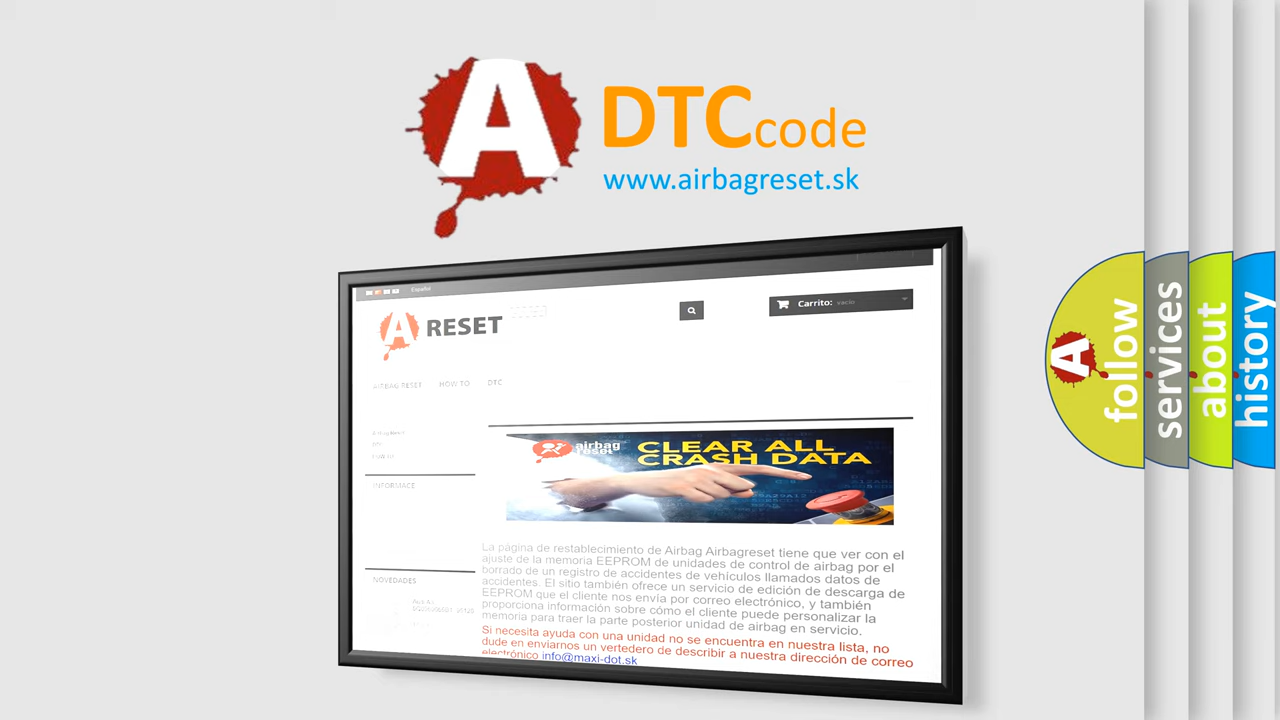 A
DTC code
www.airbagreset.sk
Español
A RESET
Carrito: vacío
AIRBAG RESET HOW TO DTC
INFORMACE
airbag
reset
CLEAR ALL
CRASH DATA
La página de restablecimiento de Airbag Airbagreset tiene que ver con el
ajuste de la memoria EEPROM de unidades de control de airbag por el
borrado de un registro de accidentes de vehículos llamados datos de
accidentes. El sitio también ofrece un servicio de edición de descarga de
EEPROM que el cliente nos envía por correo electrónico, y también
proporciona información sobre cómo el cliente puede personalizar la
memoria para traer la parte posterior unidad de airbag en servicio.
Si necesita ayuda con una unidad no se encuentra en nuestra lista, no
dude en enviarnos un vertedero de describir a nuestra dirección de correo
electrónico info@maxi-dot.sk
NOVEDADES
A
follow
services
about
history